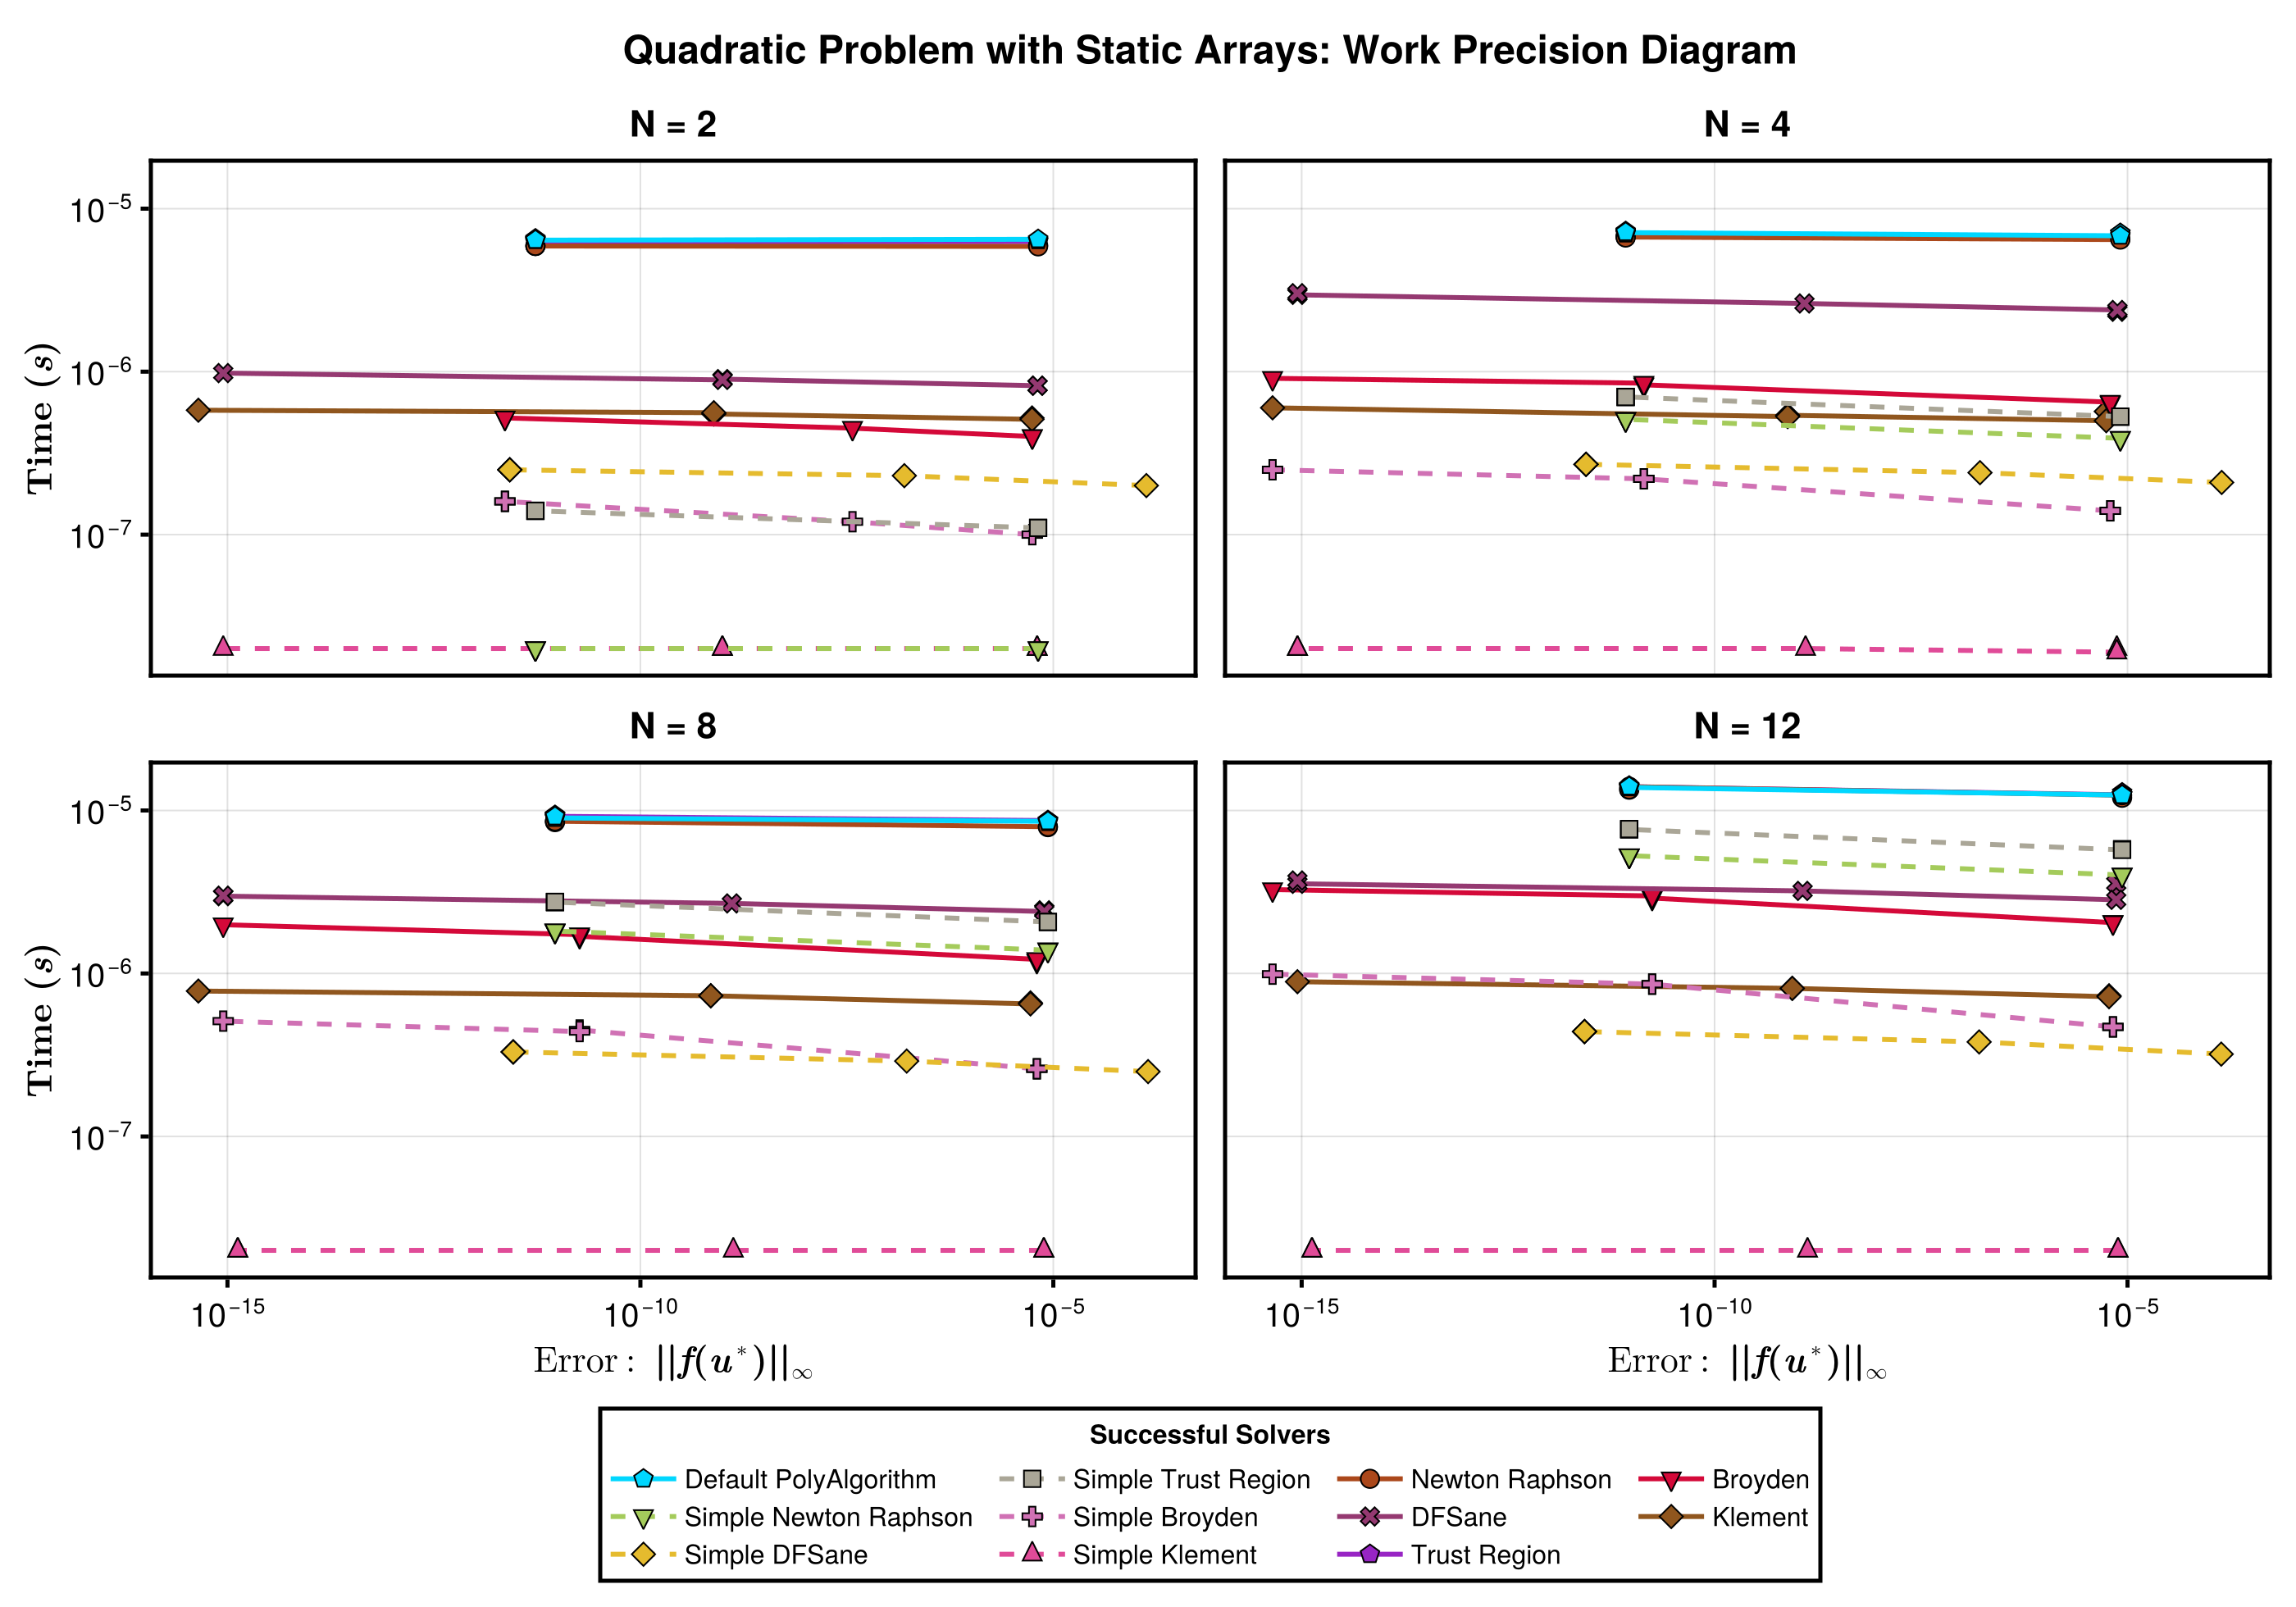 Quadratic Problem with Static Arrays: Work Precision Diagram
N = 2
N = 4
10⁻⁵
10⁻⁶
10⁻⁷
Time (s)
N = 8
N = 12
10⁻⁵
10⁻⁶
10⁻⁷
Time (s)
10⁻¹⁵ 10⁻¹⁰ 10⁻⁵
10⁻¹⁵ 10⁻¹⁰ 10⁻⁵
Error: ||f(u*)||∞
Error: ||f(u*)||∞
Successful Solvers
Default PolyAlgorithm Simple Trust Region Newton Raphson Broyden
Simple Newton Raphson Simple Broyden DFSane Klement
Simple DFSane Simple Klement Trust Region